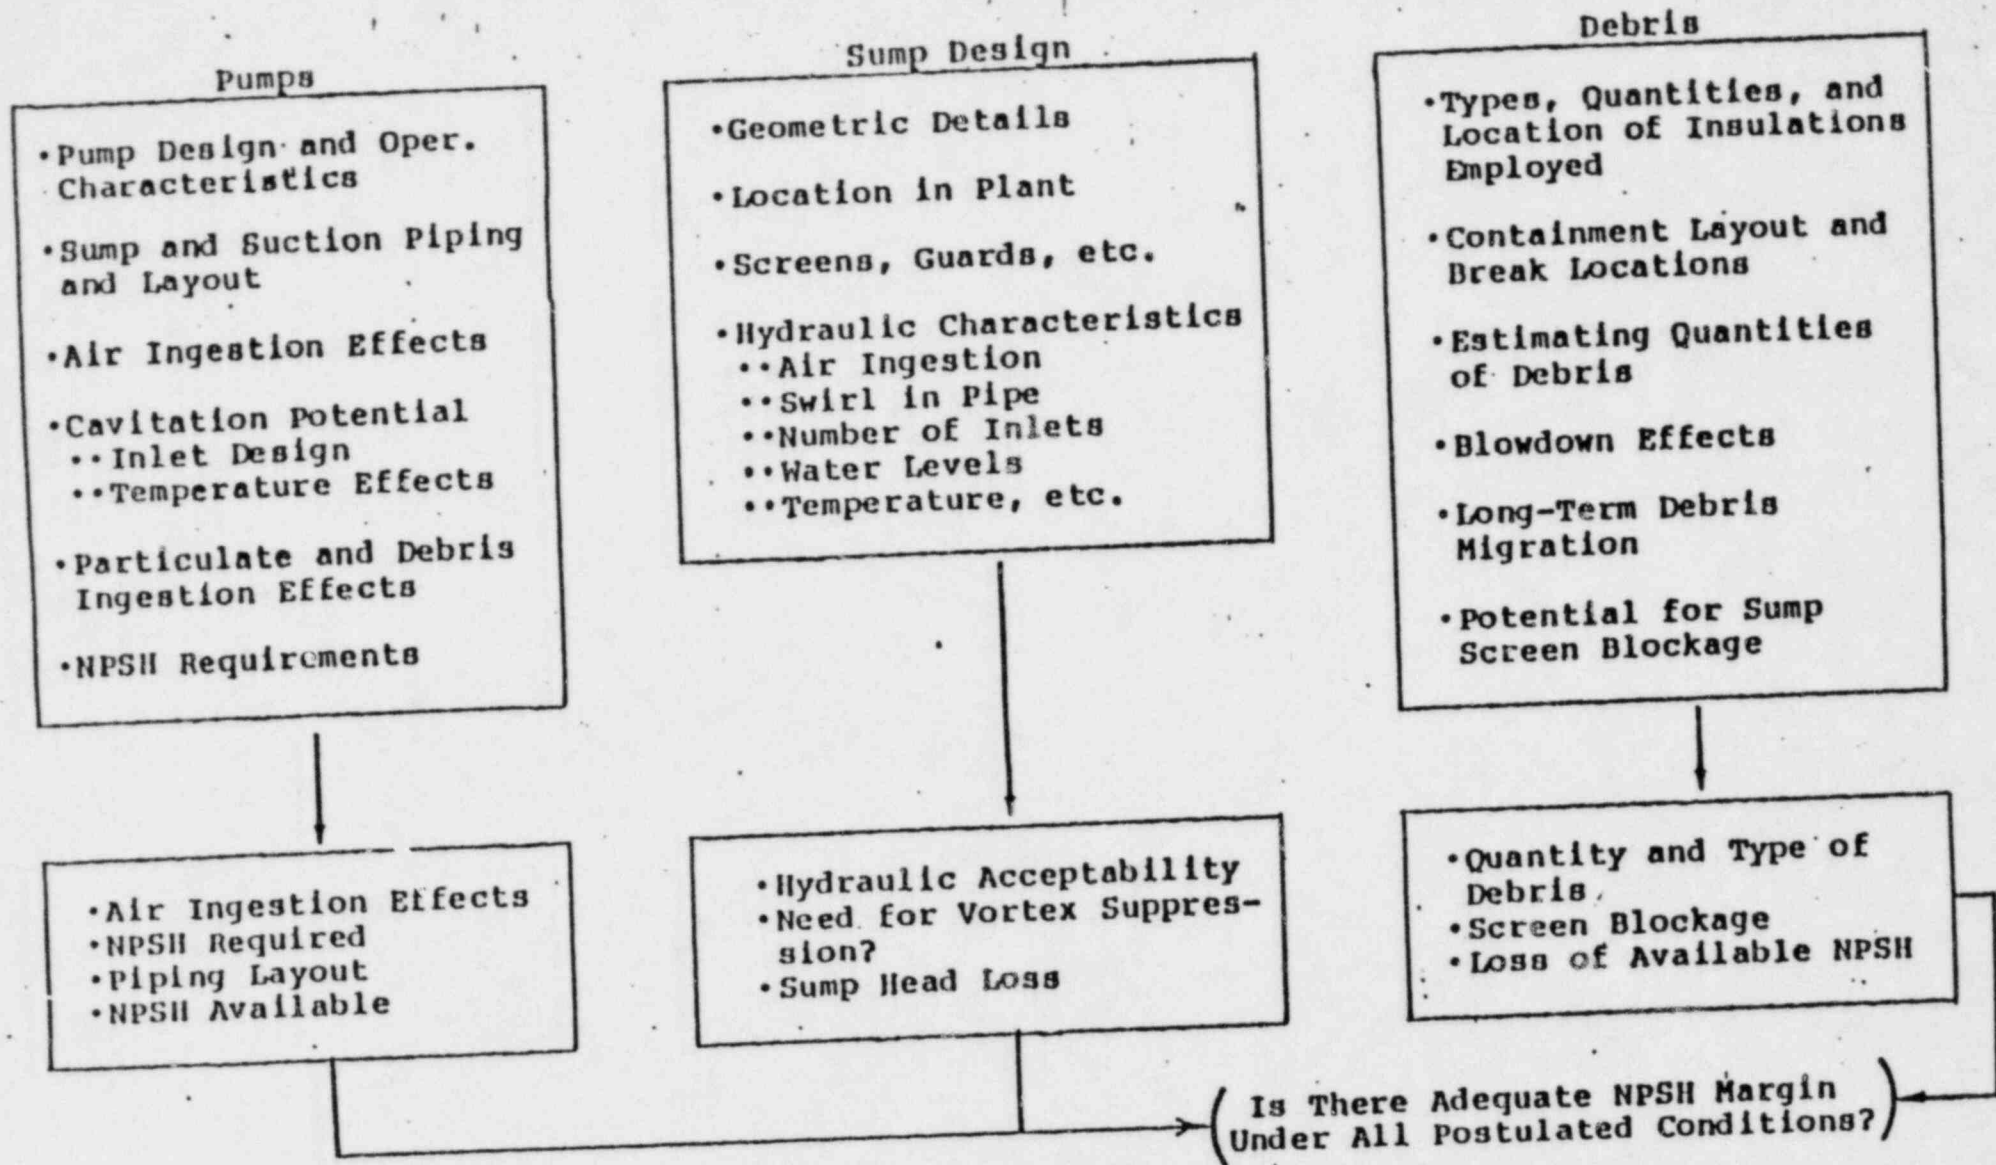 Pumps
•Pump Design and Oper.
Characteristics
•Sump and Suction Piping
and Layout
•Air Ingestion Effects
•Cavitation Potential
••Inlet Design
••Temperature Effects
•Particulate and Debris
Ingestion Effects
•NPSH Requirements
Sump Design
•Geometric Details
•Location in Plant
•Screens, Guards, etc.
•Hydraulic Characteristics
••Air Ingestion
••Swirl in Pipe
••Number of Inlets
••Water Levels
••Temperature, etc.
Debris
•Types, Quantities, and
Location of Insulations
Employed
•Containment Layout and
Break Locations
•Estimating Quantities
of Debris
•Blowdown Effects
•Long-Term Debris
Migration
•Potential for Sump
Screen Blockage
•Air Ingestion Effects
•NPSH Required
•Piping Layout
•NPSH Available
•Hydraulic Acceptability
•Need for Vortex Suppres-
sion?
•Sump Head Loss
•Quantity and Type of
Debris
•Screen Blockage
•Loss of Available NPSH
Is There Adequate NPSH Margin
Under All Postulated Conditions?